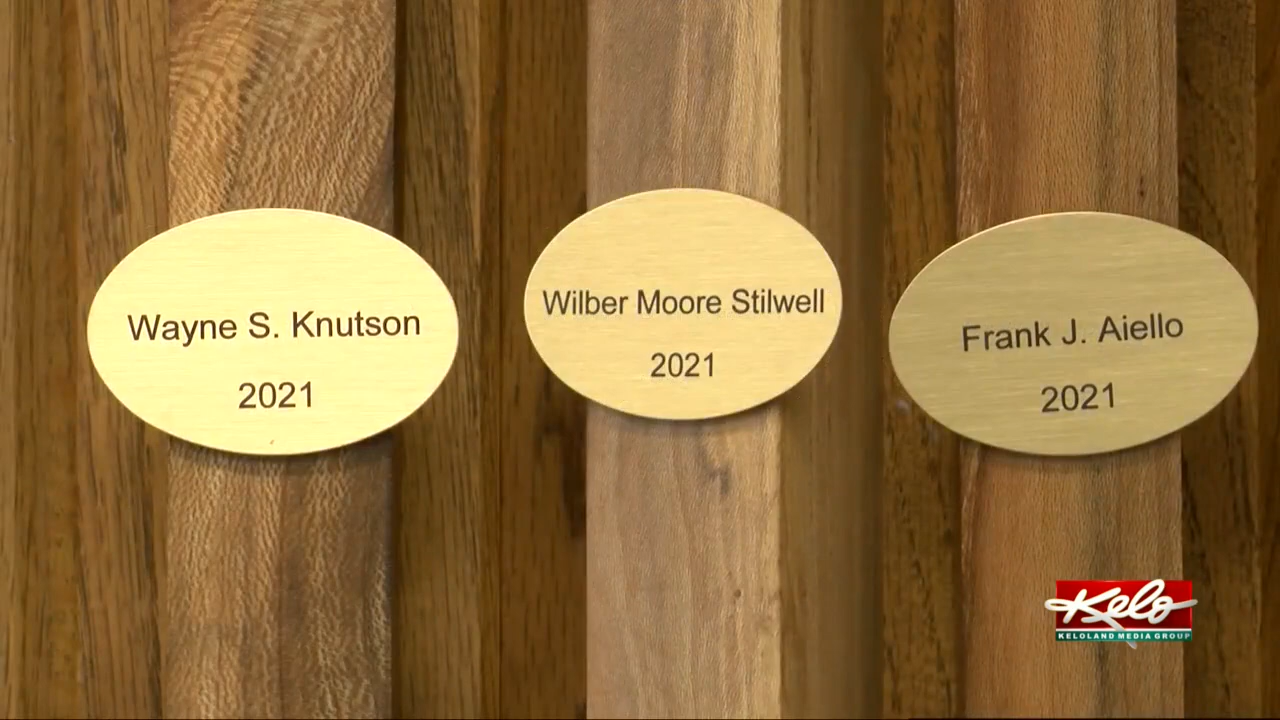 Wayne S. Knutson
2021
Wilber Moore Stilwell
2021
Frank J. Aiello
2021
Kelo
KELOLAND MEDIA GROUP